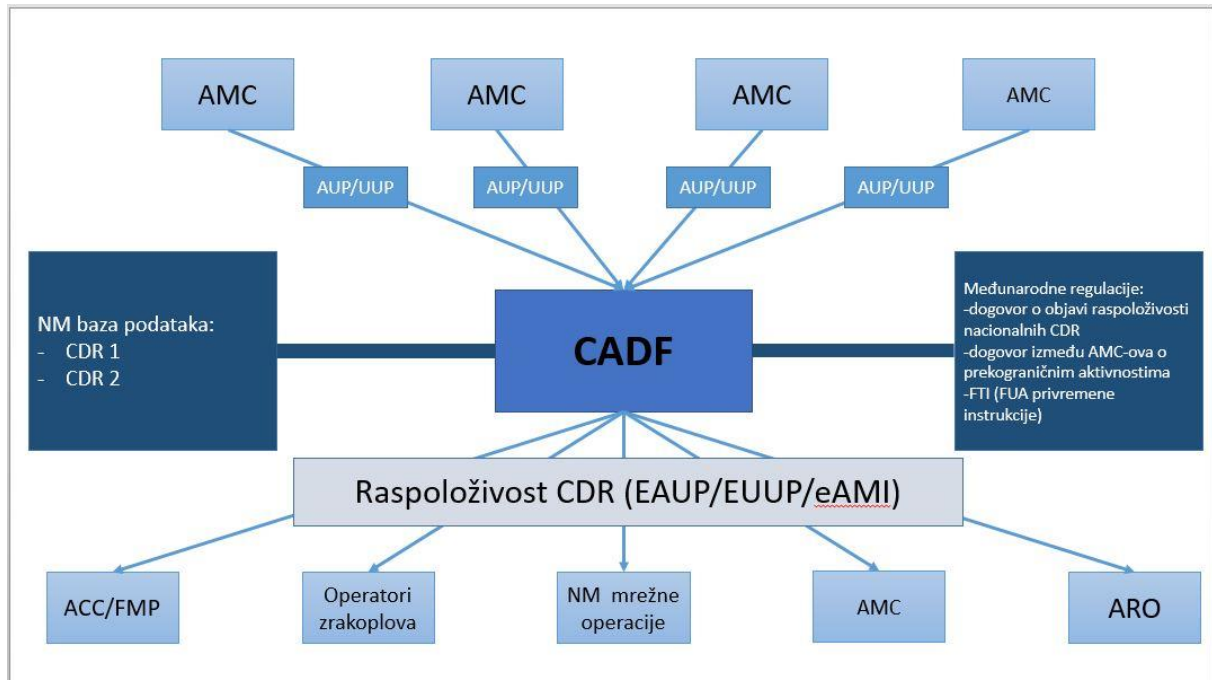 AMC
AMC
AMC
AMC
AUP/UUP
AUP/UUP
AUP/UUP
AUP/UUP
NM baza podataka:
- CDR 1
- CDR 2
CADF
Međunarodne regulacije:
-dogovor o objavi raspoloživosti
nacionalnih CDR
-dogovor između AMC-ova o
prekograničnim aktivnostima
-FTI (FUA privremene
instrukcije)
Raspoloživost CDR (EAUP/EUUP/eAMI)
ACC/FMP
Operatori
zrakoplova
NM mrežne
operacije
AMC
ARO